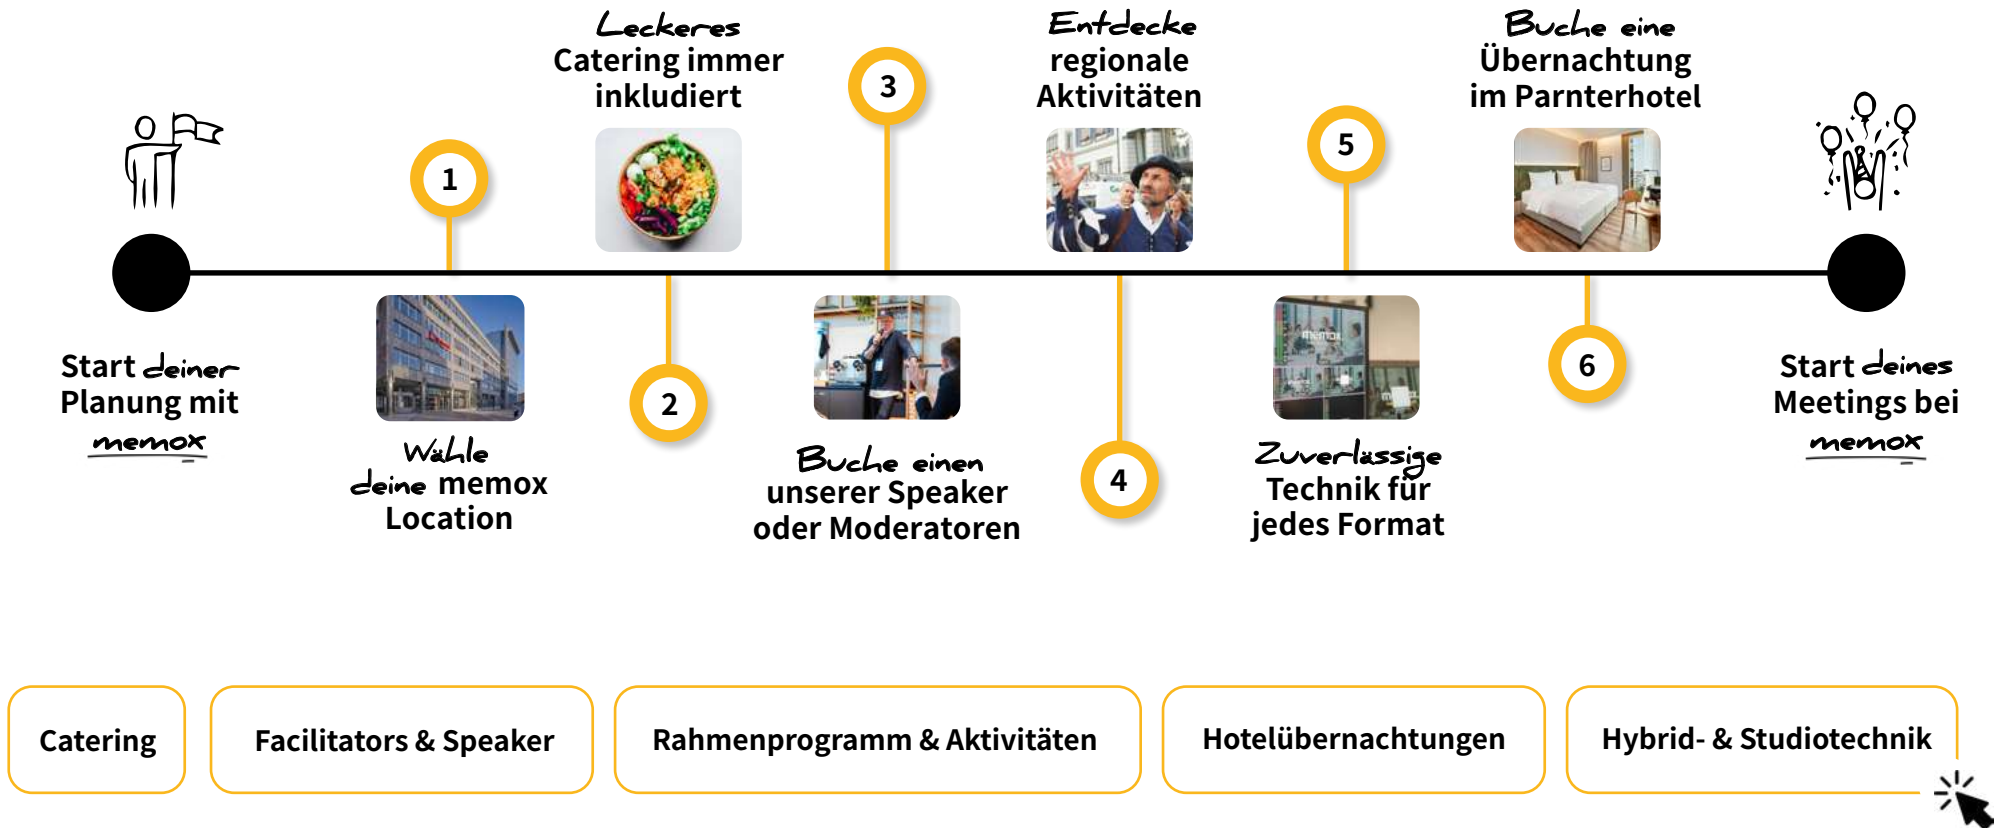 Start deiner
Planung mit
memox
1
Wähle
deine memox
Location
Leckeres
Catering immer
inkludiert
2
3
Buche einen
unserer Speaker
oder Moderatoren
Entdecke
regionale
Aktivitäten
4
5
Zuverlässige
Technik für
jedes Format
Buche eine
Übernachtung
im Parnterhotel
6
Start deines
Meetings bei
memox
memox
Catering
Facilitators & Speaker
Rahmenprogramm & Aktivitäten
Hotelübernachtungen
Hybrid- & Studiotechnik